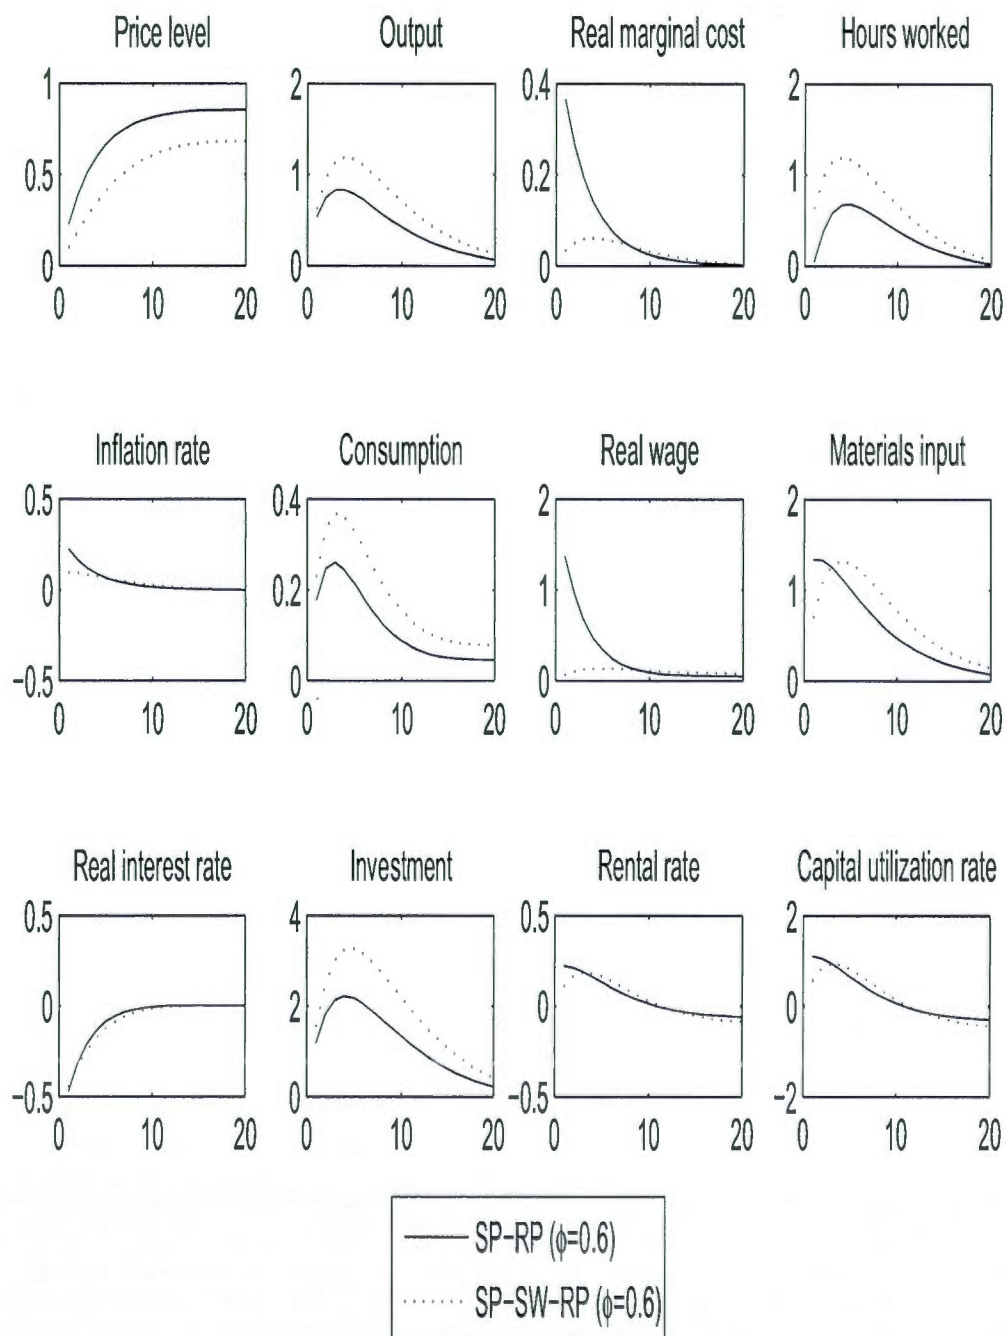 Price level Output Real marginal cost Hours worked
1 2 0.4 2
0.5 1 0.2 1
0 0 0 0
0 10 20 0 10 20 0 10 20 0 10 20
Inflation rate Consumption Real wage Materials input
0.5 0.4 2 2
0 0.2 1 1
−0.5 0 0 0
0 10 20 0 10 20 0 10 20 0 10 20
Real interest rate Investment Rental rate Capital utilization rate
0.5 4 0.5 2
0 2 0 0
−0.5 0 −0.5 −2
0 10 20 0 10 20 0 10 20 0 10 20
SP−RP (ϕ=0.6)
SP−SW−RP (ϕ=0.6)